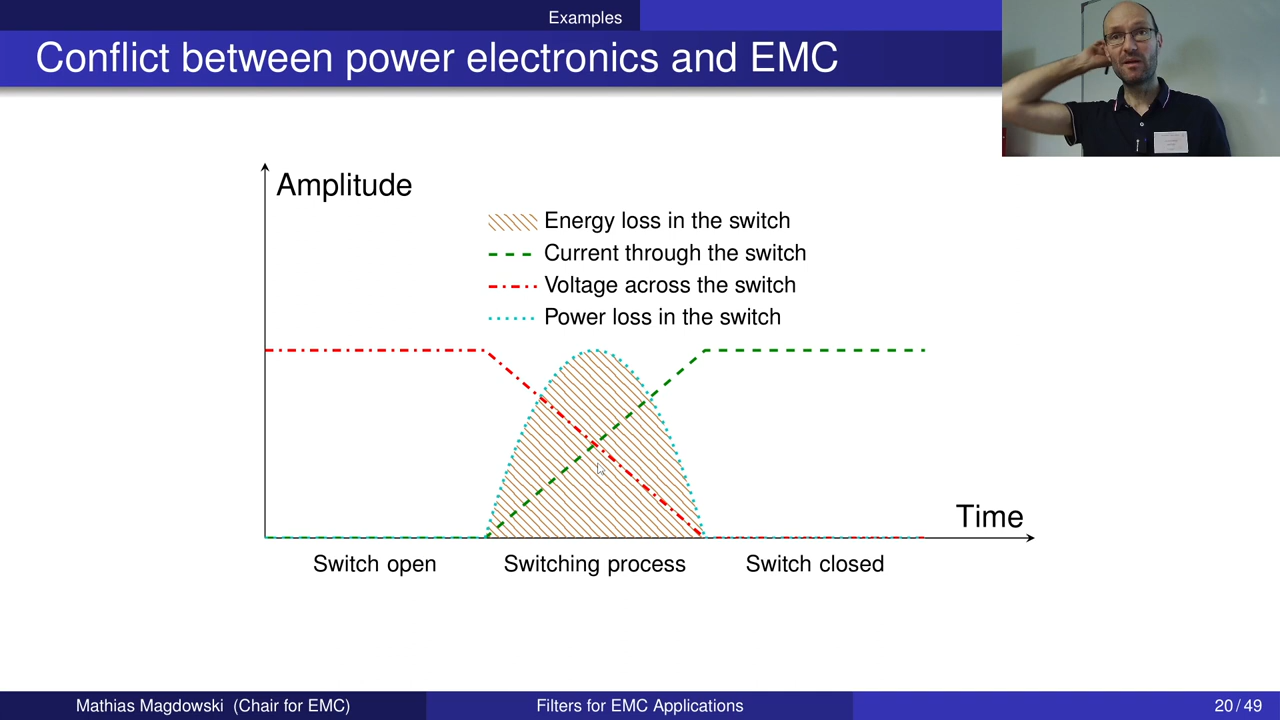 Examples
Conflict between power electronics and EMC
Amplitude
Energy loss in the switch
Current through the switch
Voltage across the switch
Power loss in the switch
Time
Switch open
Switching process
Switch closed
Mathias Magdowski (Chair for EMC)
Filters for EMC Applications
20 / 49